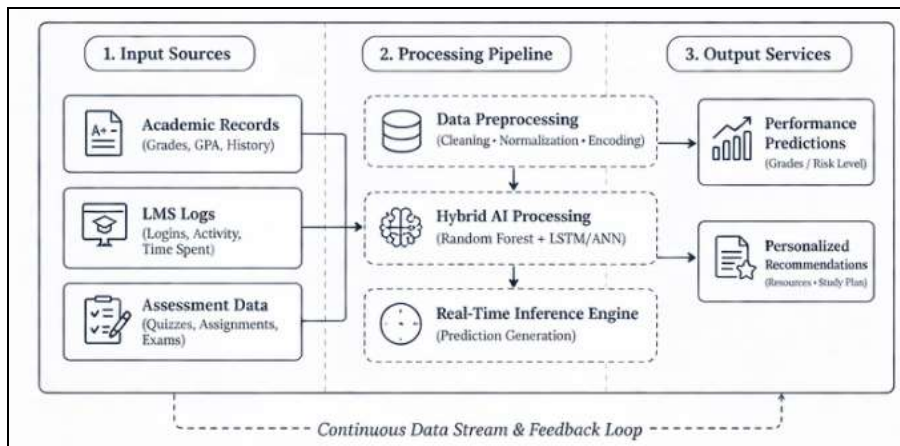 1. Input Sources
Academic Records
(Grades, GPA, History)
LMS Logs
(Logins, Activity,
Time Spent)
Assessment Data
(Quizzes, Assignments,
Exams)
2. Processing Pipeline
Data Preprocessing
(Cleaning • Normalization • Encoding)
Hybrid AI Processing
(Random Forest + LSTM/ANN)
Real-Time Inference Engine
(Prediction Generation)
3. Output Services
Performance
Predictions
(Grades / Risk Level)
Personalized
Recommendations
(Resources • Study Plan)
Continuous Data Stream & Feedback Loop
A+ -